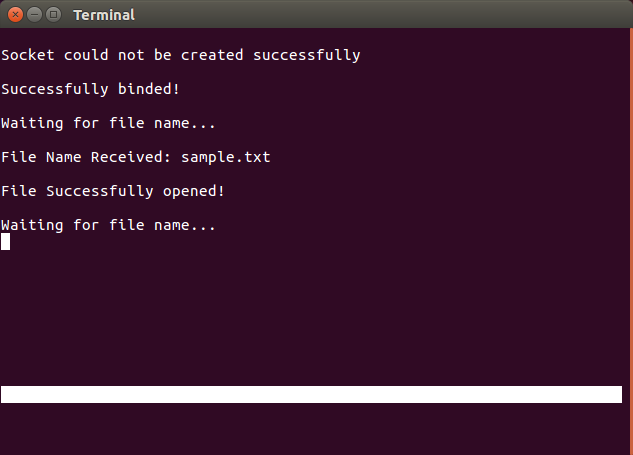 Terminal
Socket could not be created successfully
Successfully binded!
Waiting for file name...
File Name Received: sample.txt
File Successfully opened!
Waiting for file name...